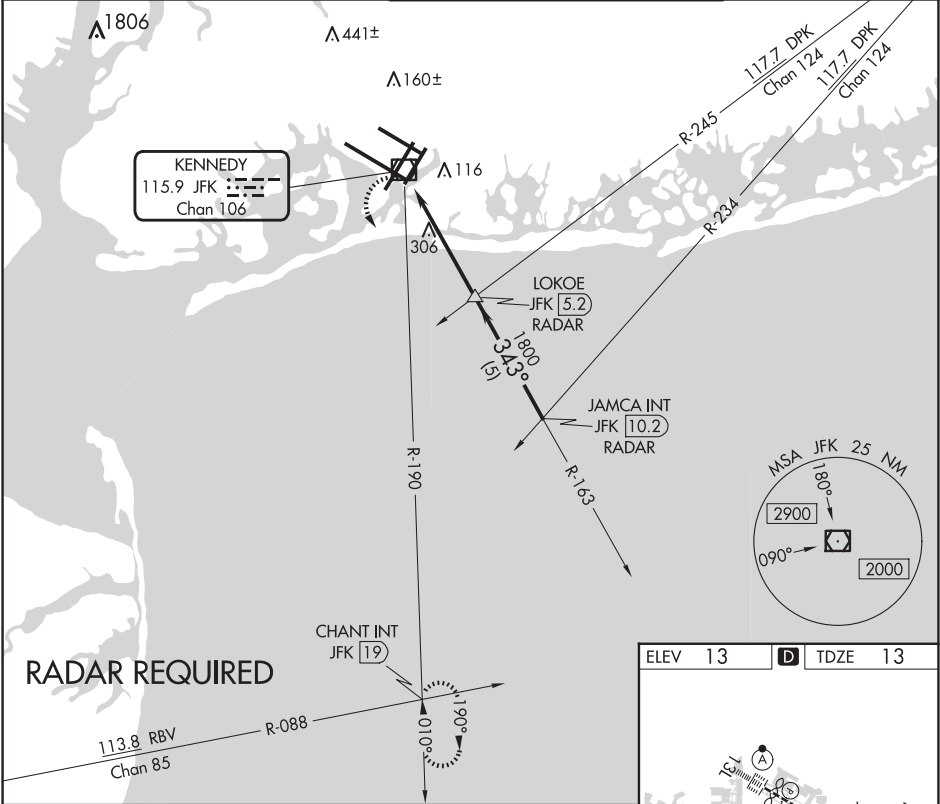 1806
441±
160±
117.7 DPK
Chan 124
117.7 DPK
Chan 124
R-245
KENNEDY
115.9 JFK
Chan 106
116
R-234
306
LOKOE
JFK 5.2
RADAR
1800
343°
(5)
JAMCA INT
JFK 10.2
RADAR
R-190
R-163
MSA JFK 25 NM
180°
2900
090°
2000
CHANT INT
JFK 19
RADAR REQUIRED
ELEV 13 D TDZE 13
R-088
190°
010°
113.8 RBV
Chan 85
13L
A
P